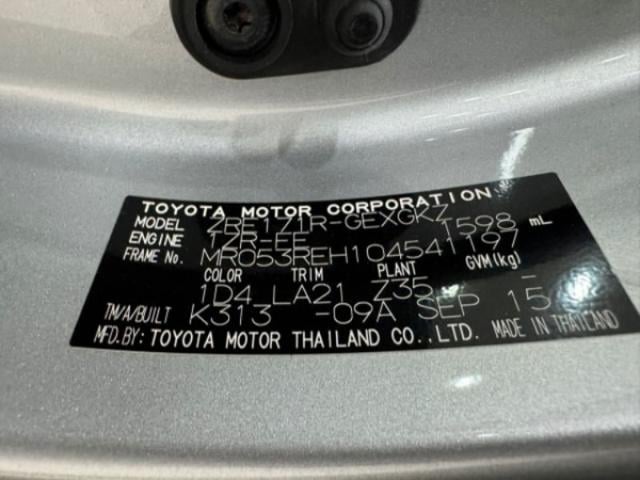 TOYOTA MOTOR CORPORATION
MODEL ZRE171R-GEXGKZ
ENGINE 1ZR-FE 1598 mL
FRAME No. MR053REH104541197
COLOR TRIM PLANT GVM(kg)
1D4 LA21 Z35 -
TM/A/BUILT K313 -09A SEP 15
MFD.BY: TOYOTA MOTOR THAILAND CO.,LTD. MADE IN THAILAND